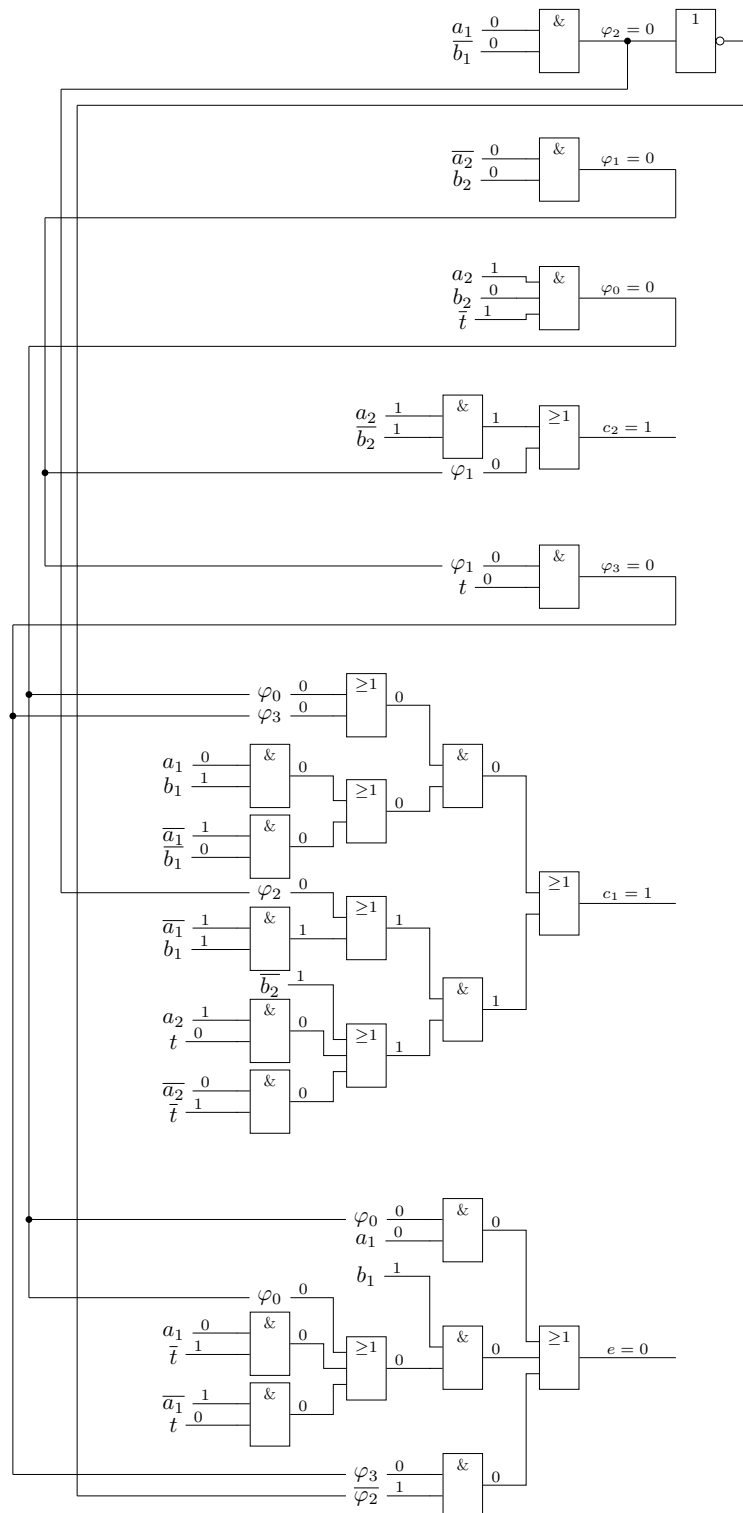 a₁ 0 & φ₂ = 0 1
b̅₁̅ 0
a̅₂̅ 0 & φ₁ = 0
b₂ 0
a₂ 1 & φ₀ = 0
b₂ 0
t̄ 1
a₂ 1 & 1 ≥1 c₂ = 1
b̅₂̅ 1
φ₁ 0
φ₁ 0 & φ₃ = 0
t 0
φ₀ 0 ≥1 0
φ₃ 0
a₁ 0 & 0 & 0
b₁ 1 ≥1 0
a̅₁̅ 1 & 0
b̅₁̅ 0
φ₂ 0 ≥1 1 ≥1 c₁ = 1
a̅₁̅ 1 & 1
b₁ 1
b̅₂̅ 1 & 1
a₂ 1 & 0
t 0 ≥1 1
a̅₂̅ 0 & 0
t̄ 1
φ₀ 0 & 0
a₁ 0
b₁ 1
φ₀ 0
a₁ 0 & 0 ≥1 0 & 0 ≥1 e = 0
t̄ 1
a̅₁̅ 1 & 0
t 0
φ₃ 0 & 0
φ̅₂̅ 1